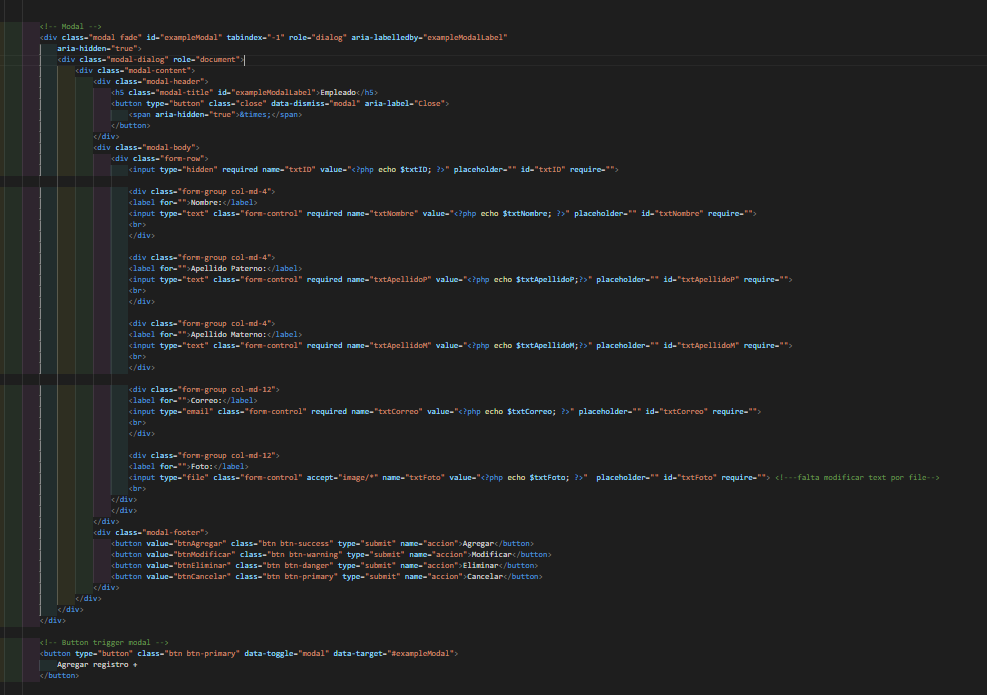 <!-- Modal -->
<div class="modal fade" id="exampleModal" tabindex="-1" role="dialog" aria-labelledby="exampleModalLabel"
aria-hidden="true">
<div class="modal-dialog" role="document">
<div class="modal-content">
<div class="modal-header">
<h5 class="modal-title" id="exampleModalLabel">Empleado</h5>
<button type="button" class="close" data-dismiss="modal" aria-label="Close">
<span aria-hidden="true">&times;</span>
</button>
</div>
<div class="modal-body">
<div class="form-row">
<input type="hidden" required name="txtID" value="<?php echo $txtID; ?>" placeholder="" id="txtID" require="">
<div class="form-group col-md-4">
<label for="">Nombre:</label>
<input type="text" class="form-control" required name="txtNombre" value="<?php echo $txtNombre; ?>" placeholder="" id="txtNombre" require="">
<br>
</div>
<div class="form-group col-md-4">
<label for="">Apellido Paterno:</label>
<input type="text" class="form-control" required name="txtApellidoP" value="<?php echo $txtApellidoP;?>" placeholder="" id="txtApellidoP" require="">
<br>
</div>
<div class="form-group col-md-4">
<label for="">Apellido Materno:</label>
<input type="text" class="form-control" required name="txtApellidoM" value="<?php echo $txtApellidoM;?>" placeholder="" id="txtApellidoM" require="">
<br>
</div>
<div class="form-group col-md-12">
<label for="">Correo:</label>
<input type="email" class="form-control" required name="txtCorreo" value="<?php echo $txtCorreo; ?>" placeholder="" id="txtCorreo" require="">
<br>
</div>
<div class="form-group col-md-12">
<label for="">Foto:</label>
<input type="file" class="form-control" accept="image/*" name="txtFoto" value="<?php echo $txtFoto; ?>"  placeholder="" id="txtFoto" require=""> <!---falta modificar text por file-->
<br>
</div>
</div>
</div>
<div class="modal-footer">
<button value="btnAgregar" class="btn btn-success" type="submit" name="accion">Agregar</button>
<button value="btnModificar" class="btn btn-warning" type="submit" name="accion">Modificar</button>
<button value="btnEliminar" class="btn btn-danger" type="submit" name="accion">Eliminar</button>
<button value="btnCancelar" class="btn btn-primary" type="submit" name="accion">Cancelar</button>
</div>
</div>
</div>
</div>
<!-- Button trigger modal -->
<button type="button" class="btn btn-primary" data-toggle="modal" data-target="#exampleModal">
Agregar registro +
</button>